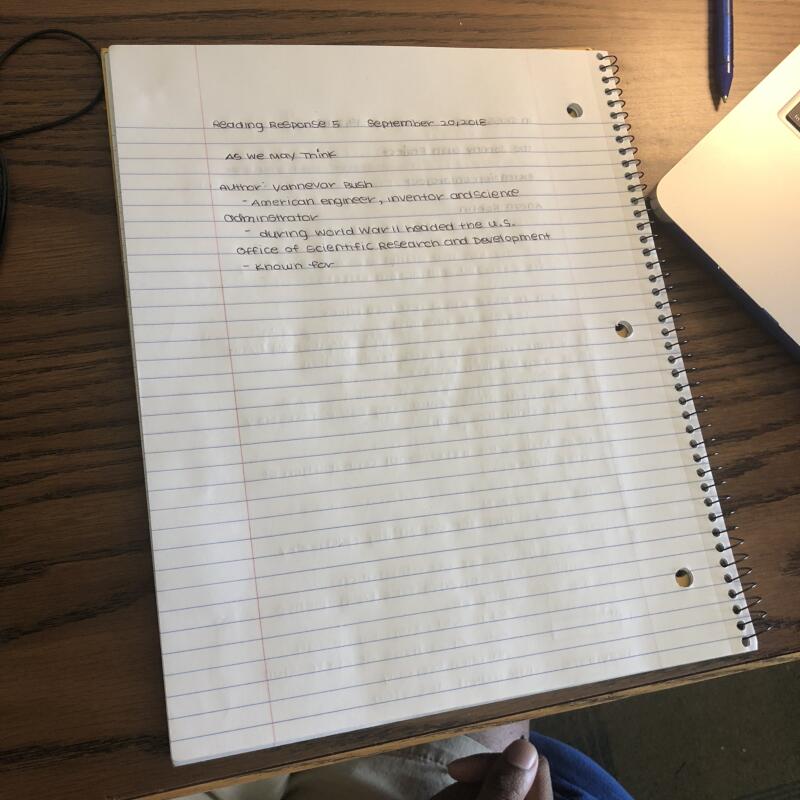 Reading Response 5 September 20, 2018
As We May Think
Author: Vannevar Bush
- American engineer, inventor and science
adminstrator
- during World War II headed the U.S.
Office of Scientific Research and Development
- Known for